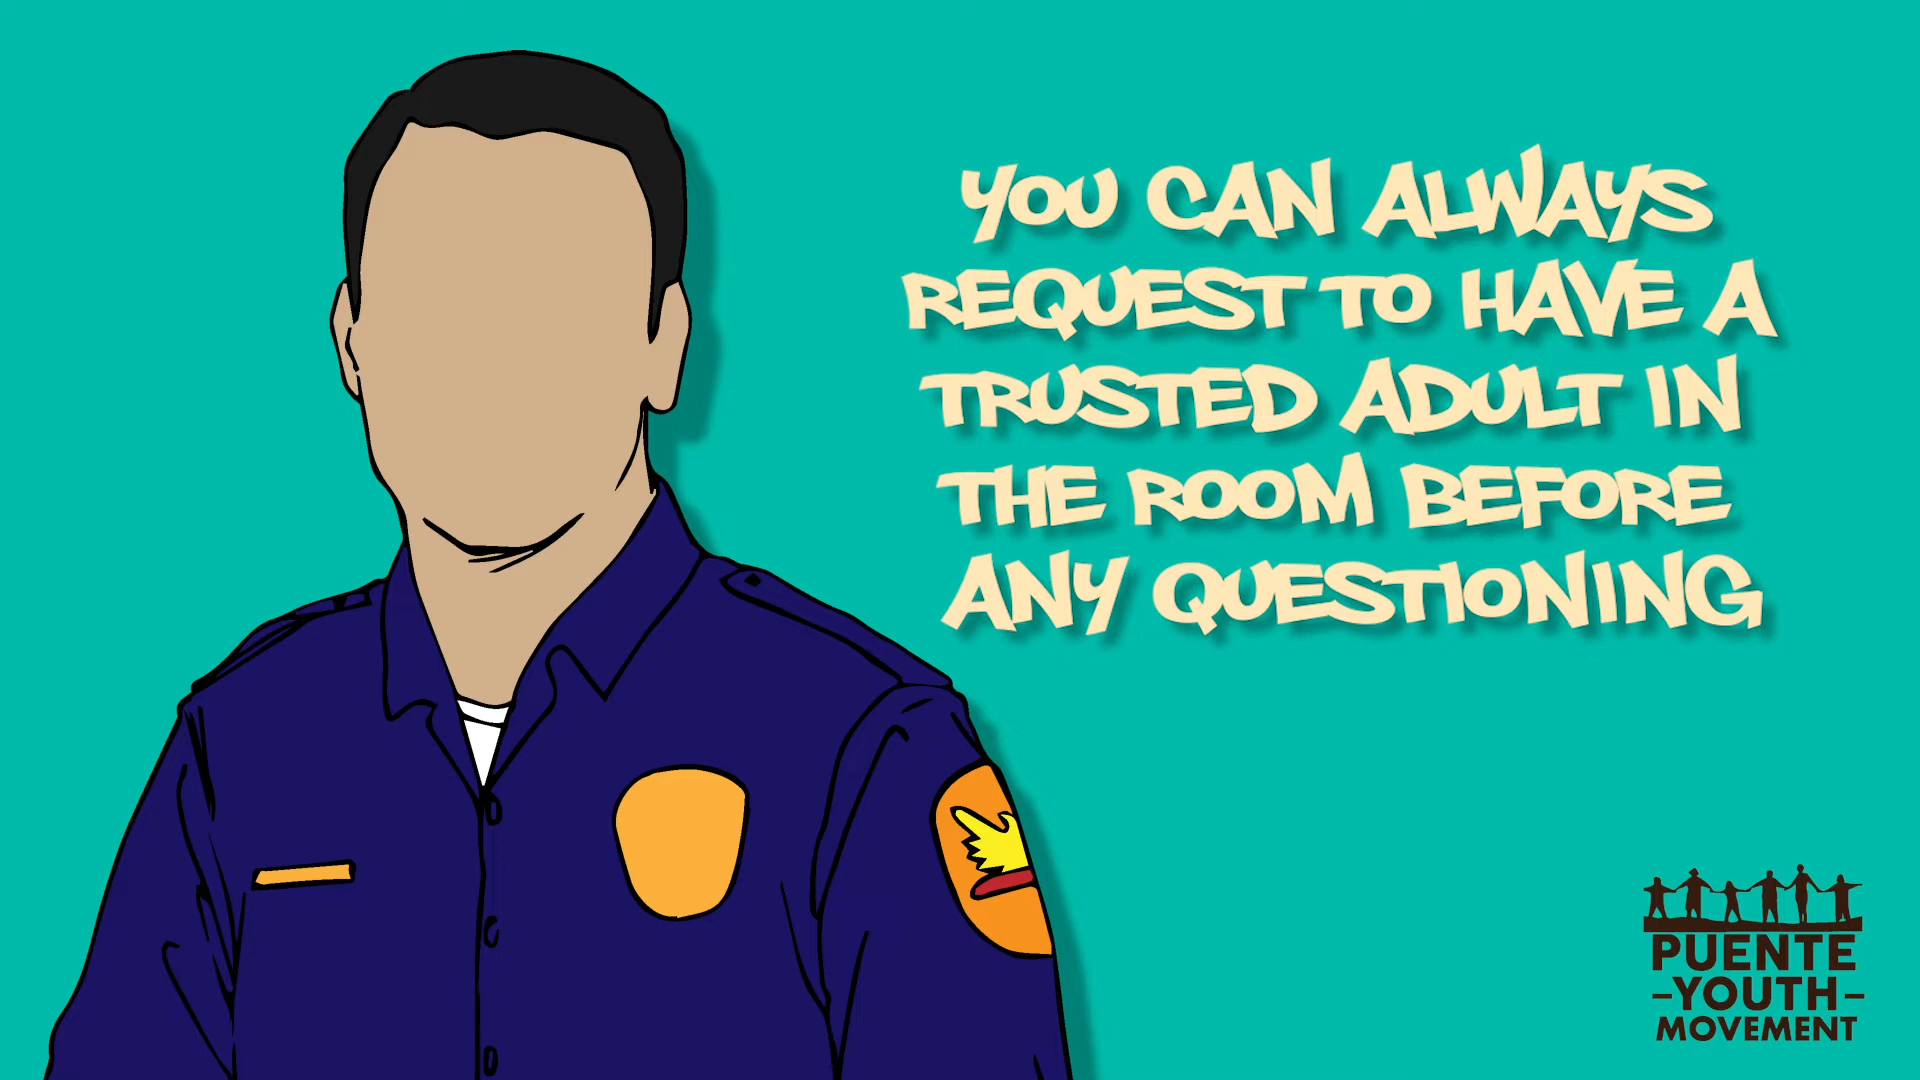 YOU CAN ALWAYS
REQUEST TO HAVE A
TRUSTED ADULT IN
THE ROOM BEFORE
ANY QUESTIONING
PUENTE
-YOUTH-
MOVEMENT